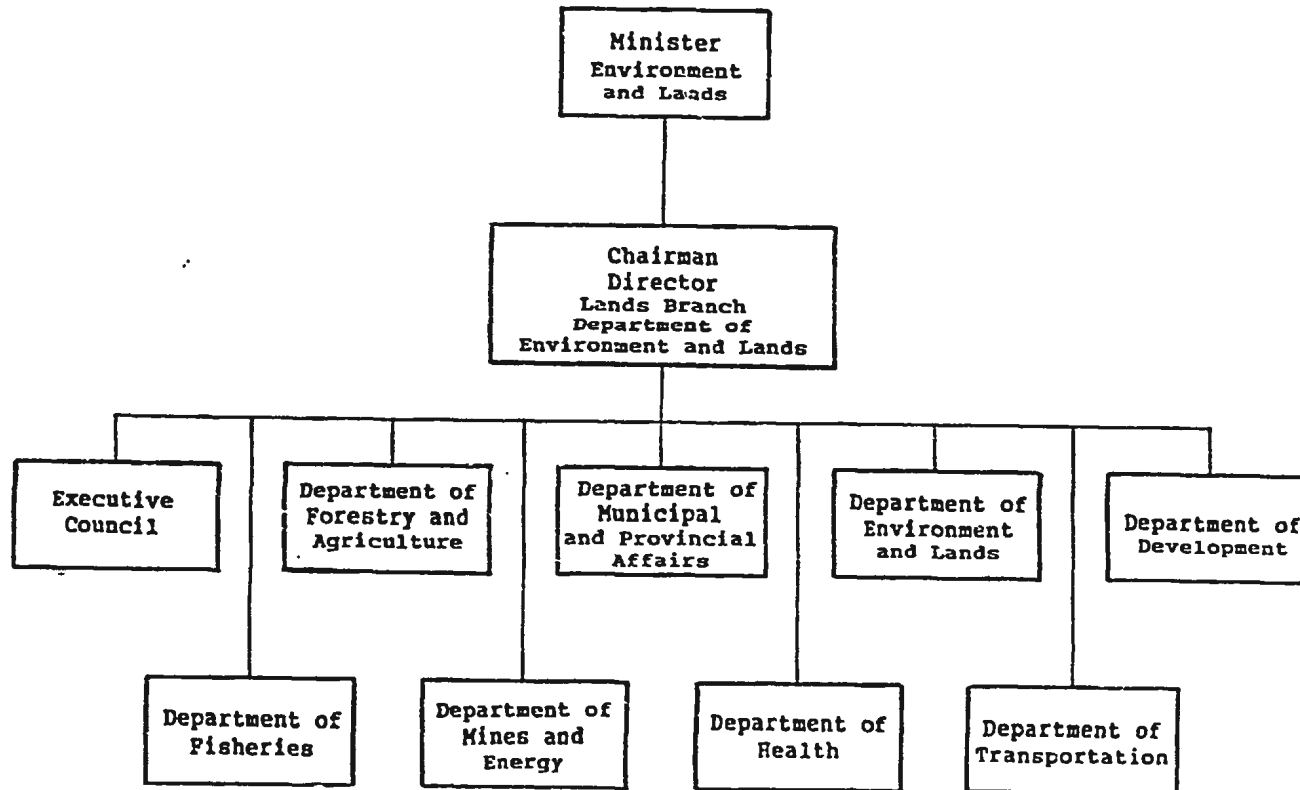 Minister
Environment
and Lands
Chairman
Director
Lands Branch
Department of
Environment and Lands
Executive
Council
Department of
Forestry and
Agriculture
Department of
Municipal
and Provincial
Affairs
Department of
Environment
and Lands
Department of
Development
Department of
Fisheries
Department of
Mines and
Energy
Department of
Health
Department of
Transportation